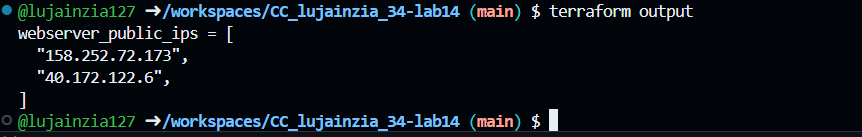 @lujainzia127 ➜/workspaces/CC_lujainzia_34-lab14 (main) $ terraform output
webserver_public_ips = [
  "158.252.72.173",
  "40.172.122.6",
]
@lujainzia127 ➜/workspaces/CC_lujainzia_34-lab14 (main) $